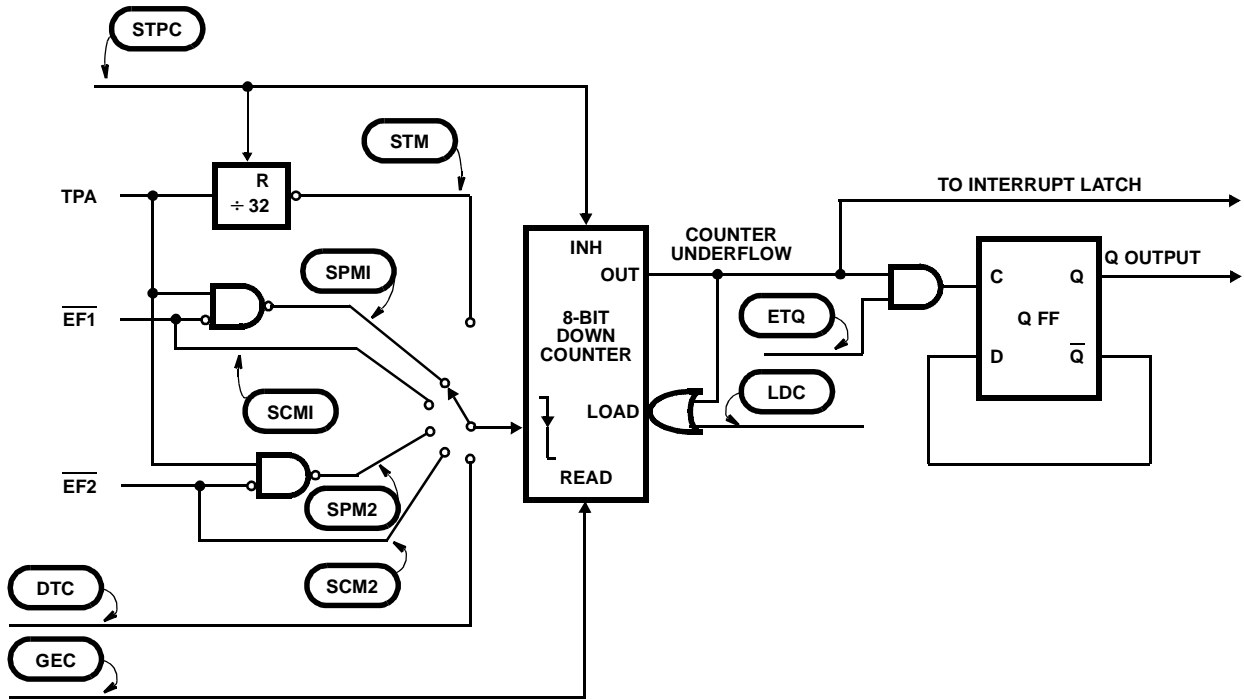 STPC
STM
TPA
R
÷ 32
TO INTERRUPT LATCH
INH
COUNTER
UNDERFLOW
OUT
Q OUTPUT
SPMI
C
Q
EF1
8-BIT
DOWN
COUNTER
ETQ
Q FF
D
Q
SCMI
LOAD
LDC
EF2
READ
SPM2
SCM2
DTC
GEC